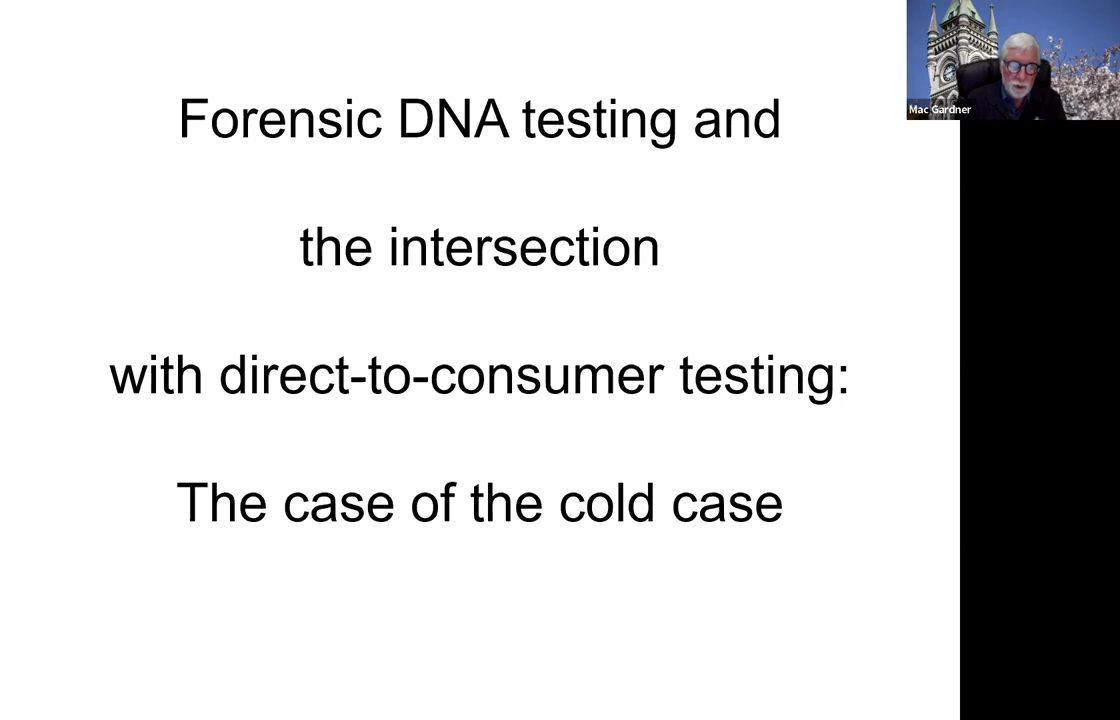 Forensic DNA testing and
the intersection
with direct-to-consumer testing:
The case of the cold case
Mac Gardner